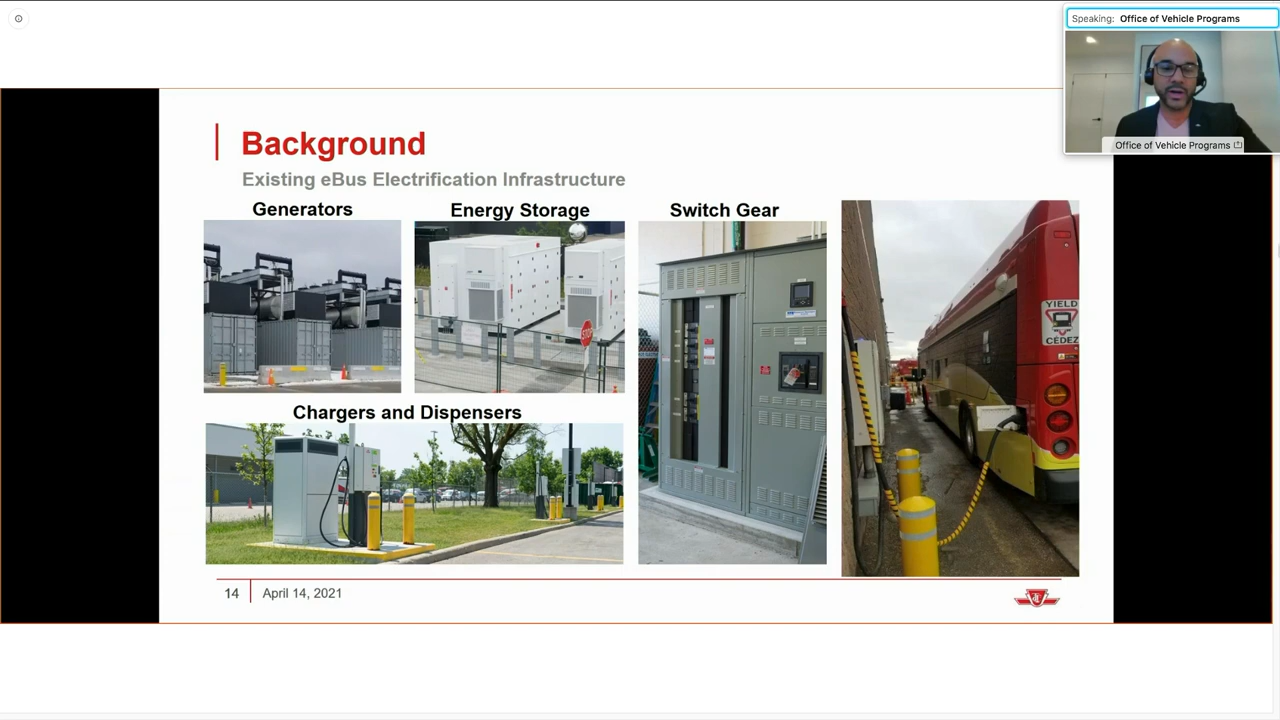 Speaking: Office of Vehicle Programs
Office of Vehicle Programs
Background
Existing eBus Electrification Infrastructure
Generators
Energy Storage
Switch Gear
STOP
YIELD
CÉDEZ
Chargers and Dispensers
14
April 14, 2021